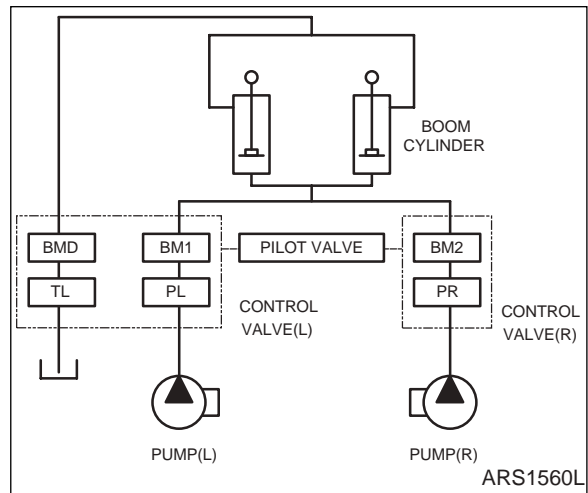 BOOM
CYLINDER
BMD
BM1
PILOT VALVE
BM2
TL
PL
PR
CONTROL
VALVE(L)
CONTROL
VALVE(R)
PUMP(L)
PUMP(R)
ARS1560L